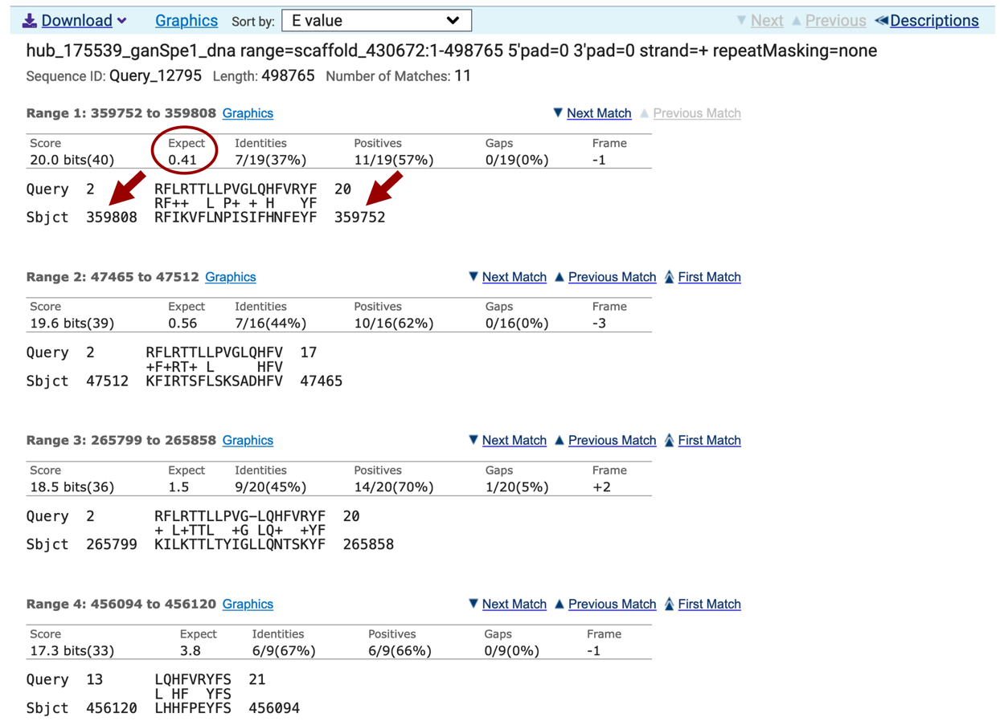 Download Graphics Sort by: E value Next Previous Descriptions
hub_175539_ganSpe1_dna range=scaffold_430672:1-498765 5'pad=0 3'pad=0 strand=+ repeatMasking=none
Sequence ID: Query_12795 Length: 498765 Number of Matches: 11
Range 1: 359752 to 359808 Graphics Next Match Previous Match
Score Expect Identities Positives Gaps Frame
20.0 bits(40) 0.41 7/19(37%) 11/19(57%) 0/19(0%) -1
Query 2 RFLRTTLLPVGLQHFVRYF 20
RF++  L P+ + H   YF
Sbjct 359808 RFIKVFLNPISIFHNFEYF 359752
Range 2: 47465 to 47512 Graphics Next Match Previous Match First Match
Score Expect Identities Positives Gaps Frame
19.6 bits(39) 0.56 7/16(44%) 10/16(62%) 0/16(0%) -3
Query 2 RFLRTTLLPVGLQHFV 17
+F+RT+ L     HFV
Sbjct 47512 KFIRTSFLSKSADHFV 47465
Range 3: 265799 to 265858 Graphics Next Match Previous Match First Match
Score Expect Identities Positives Gaps Frame
18.5 bits(36) 1.5 9/20(45%) 14/20(70%) 1/20(5%) +2
Query 2 RFLRTTLLPVG-LQHFVRYF 20
+ L+TTL  +G LQ+  +YF
Sbjct 265799 KILKTTLTYIGLLQNTSKYF 265858
Range 4: 456094 to 456120 Graphics Next Match Previous Match First Match
Score Expect Identities Positives Gaps Frame
17.3 bits(33) 3.8 6/9(67%) 6/9(66%) 0/9(0%) -1
Query 13 LQHFVRYFS 21
L HF  YFS
Sbjct 456120 LHHFPEYFS 456094